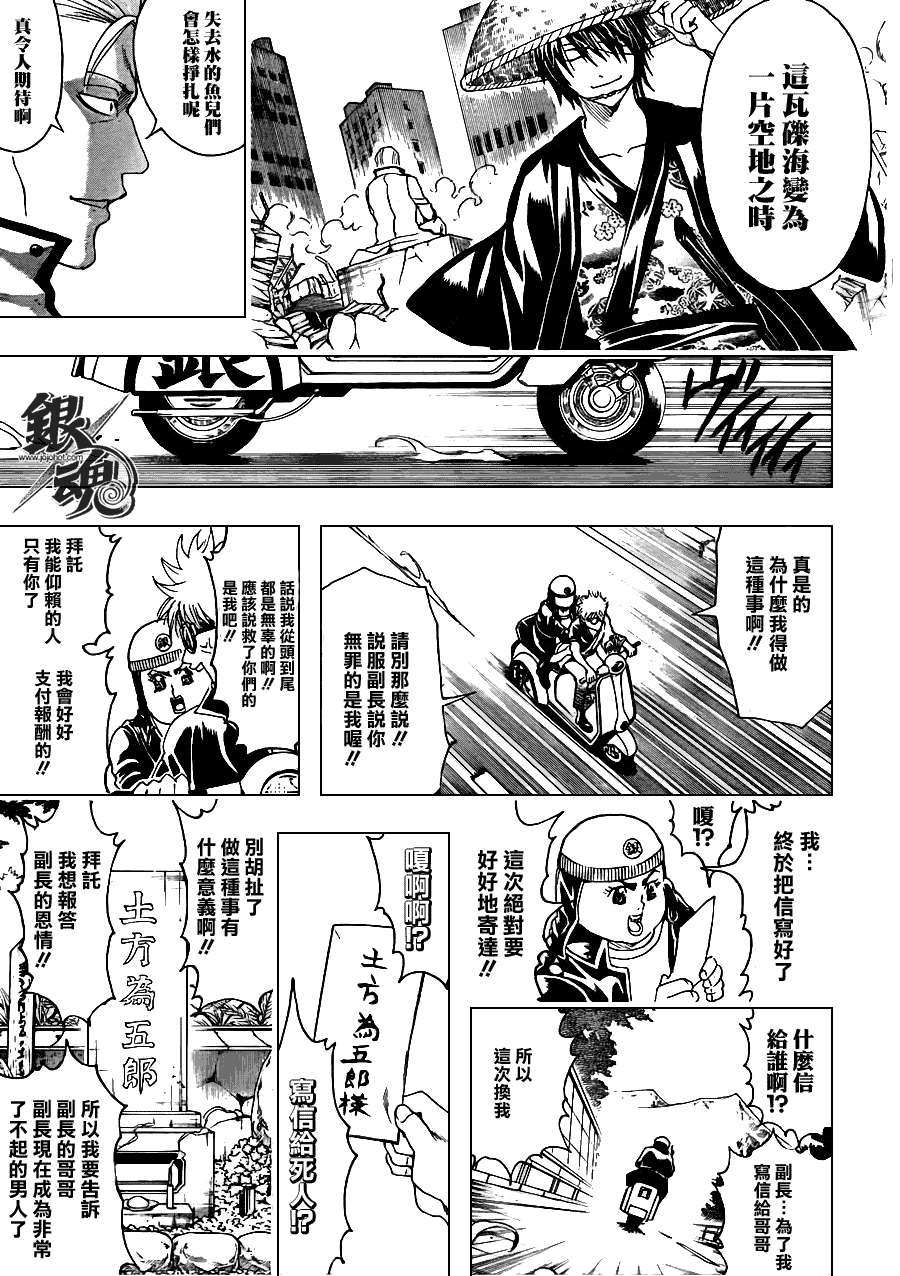 這瓦礫海變為
一片空地之時
失去水的魚兒們
會怎樣掙扎呢
真令人期待啊
銀
ヴィィィィ
銀魂
www.jojohot.com
真是的
為什麼我得做
這種事啊!!
請別那麼說!!
說服副長說你
無罪的是我喔!!
話說我從頭到尾
都是無辜的啊!!
應該說救了你們的
是我吧!!
拜託
我能仰賴的人
只有你了
我會好好
支付報酬的!!
我…
終於把信寫好了
嗄!?
這次絕對要
好好地寄達!!
什麼信
給誰啊!?
副長…為了我
寫信給哥哥
所以
這次換我
嗄啊啊!?
土方為五郎様
寫信給死人!?
別胡扯了
做這種事有
什麼意義啊!!
土方為五郎
拜託
我想報答
副長的恩情!!
所以我要告訴
副長的哥哥
副長現在成為非常
了不起的男人了